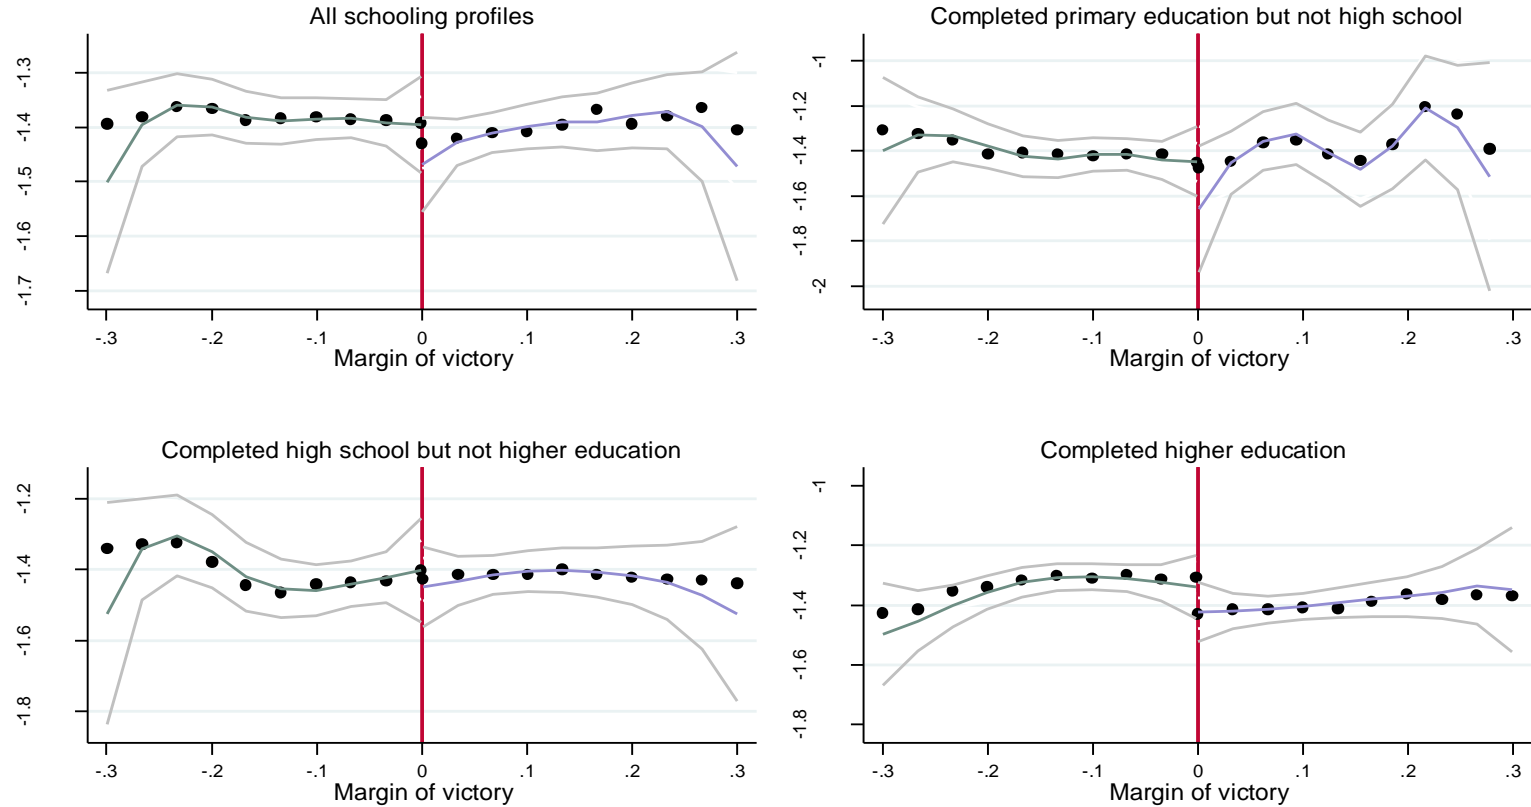 All schooling profiles
-1.3
-1.4
-1.5
-1.6
-1.7
-.3 -.2 -.1 0 .1 .2 .3
Margin of victory
Completed primary education but not high school
-1
-1.2
-1.4
-1.6
-1.8
-2
-.3 -.2 -.1 0 .1 .2 .3
Margin of victory
Completed high school but not higher education
-1.2
-1.4
-1.6
-1.8
-.3 -.2 -.1 0 .1 .2 .3
Margin of victory
Completed higher education
-1
-1.2
-1.4
-1.6
-1.8
-.3 -.2 -.1 0 .1 .2 .3
Margin of victory